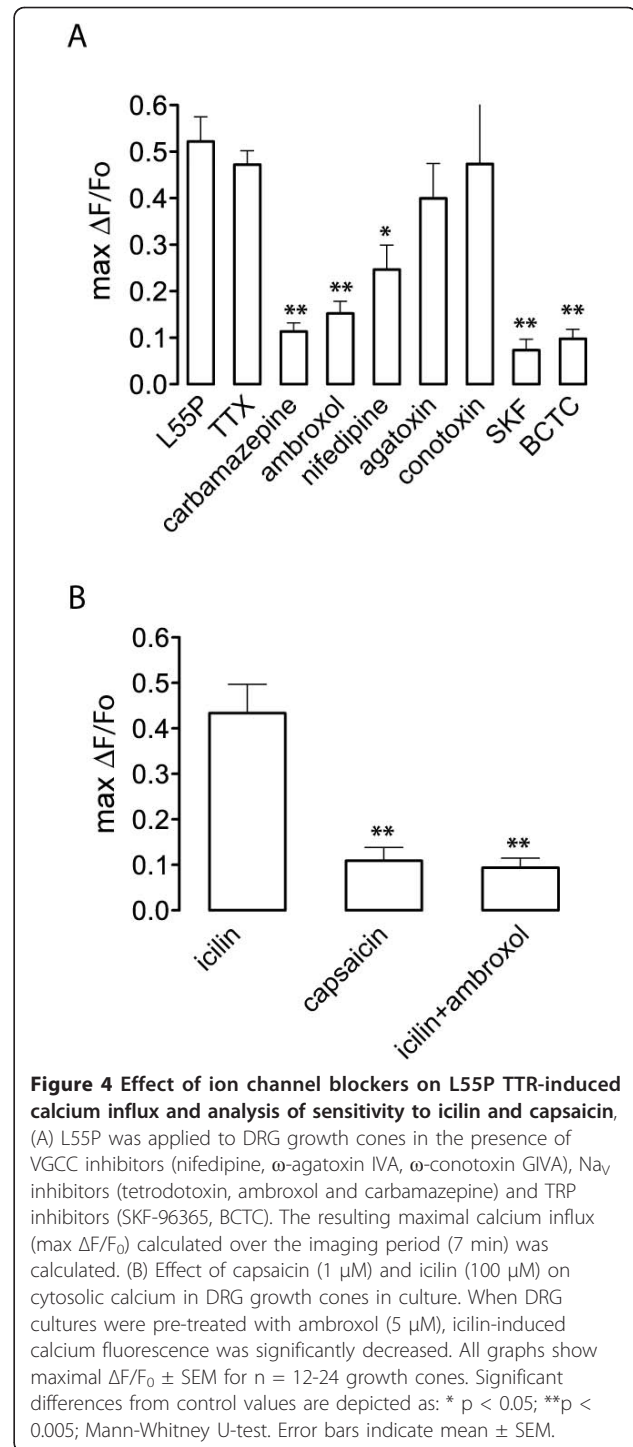 A
0.6
0.5
0.4
0.3
0.2
0.1
0.0
max ΔF/Fo
**
**
*
**
**
L55P
TTX
carbamazepine
ambroxol
nifedipine
agatoxin
conotoxin
SKF
BCTC
B
0.6
0.5
0.4
0.3
0.2
0.1
0.0
max ΔF/Fo
**
**
icilin
capsaicin
icilin+ambroxol
Figure 4 Effect of ion channel blockers on L55P TTR-induced
calcium influx and analysis of sensitivity to icilin and capsaicin,
(A) L55P was applied to DRG growth cones in the presence of
VGCC inhibitors (nifedipine, ω-agatoxin IVA, ω-conotoxin GIVA), NaV
inhibitors (tetrodotoxin, ambroxol and carbamazepine) and TRP
inhibitors (SKF-96365, BCTC). The resulting maximal calcium influx
(max ΔF/F0) calculated over the imaging period (7 min) was
calculated. (B) Effect of capsaicin (1 μM) and icilin (100 μM) on
cytosolic calcium in DRG growth cones in culture. When DRG
cultures were pre-treated with ambroxol (5 μM), icilin-induced
calcium fluorescence was significantly decreased. All graphs show
maximal ΔF/F0 ± SEM for n = 12-24 growth cones. Significant
differences from control values are depicted as: * p < 0.05; **p <
0.005; Mann-Whitney U-test. Error bars indicate mean ± SEM.